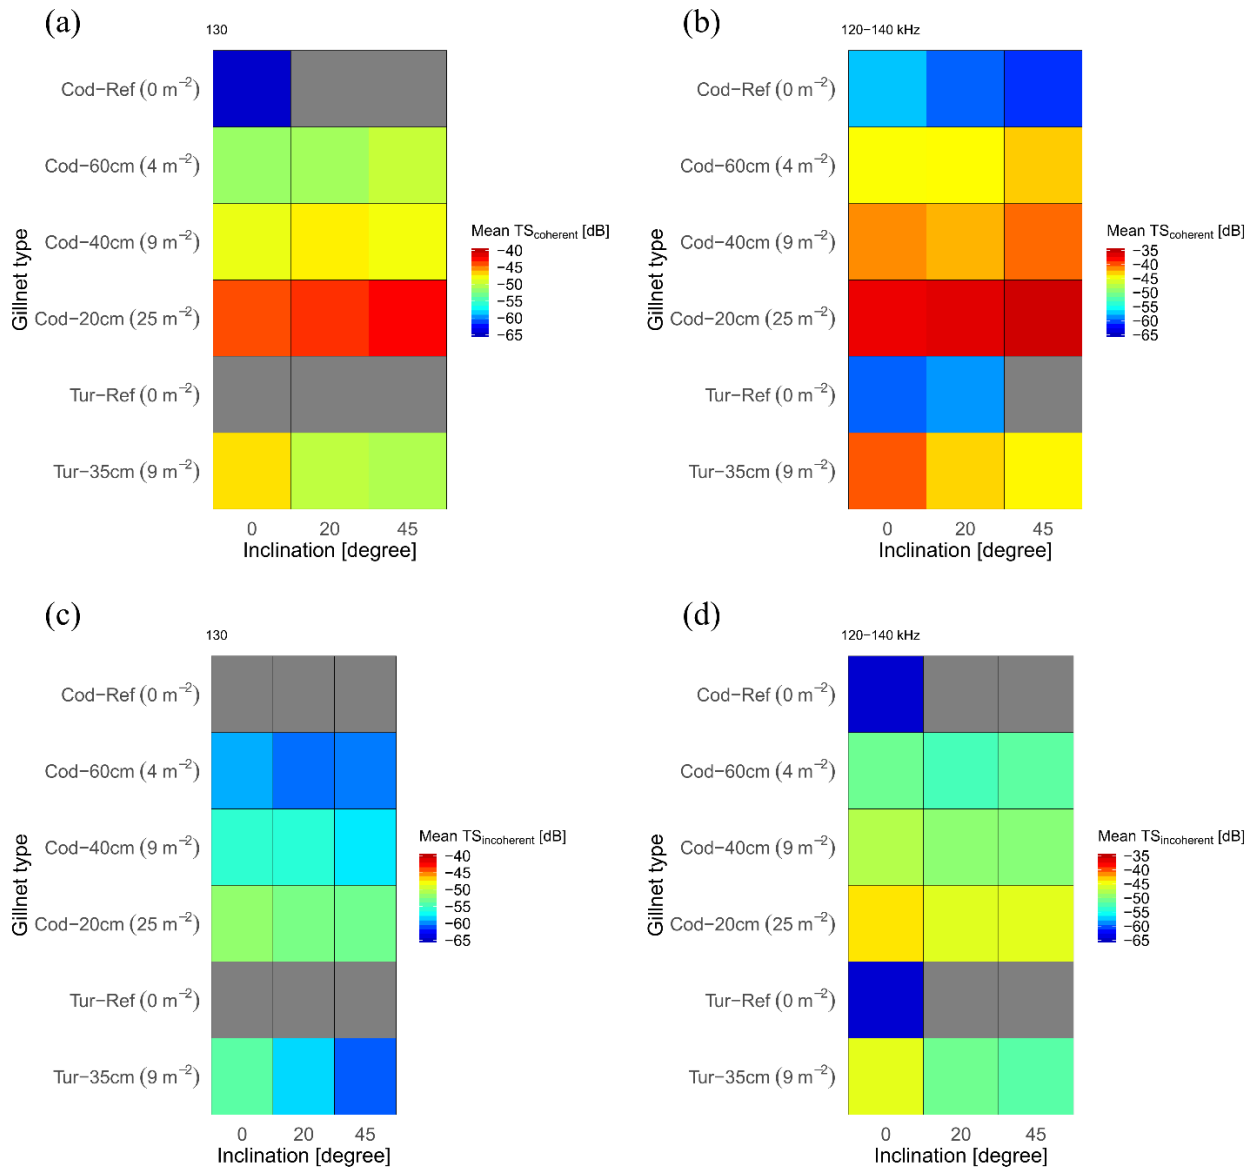 (a)
130
Cod−Ref (0 m⁻²)
Cod−60cm (4 m⁻²)
Cod−40cm (9 m⁻²)
Cod−20cm (25 m⁻²)
Tur−Ref (0 m⁻²)
Tur−35cm (9 m⁻²)
Gillnet type
0 20 45
Inclination [degree]
Mean TScoherent [dB]
−40
−45
−50
−55
−60
−65
(b)
120−140 kHz
Cod−Ref (0 m⁻²)
Cod−60cm (4 m⁻²)
Cod−40cm (9 m⁻²)
Cod−20cm (25 m⁻²)
Tur−Ref (0 m⁻²)
Tur−35cm (9 m⁻²)
Gillnet type
0 20 45
Inclination [degree]
Mean TScoherent [dB]
−35
−40
−45
−50
−55
−60
−65
(c)
130
Cod−Ref (0 m⁻²)
Cod−60cm (4 m⁻²)
Cod−40cm (9 m⁻²)
Cod−20cm (25 m⁻²)
Tur−Ref (0 m⁻²)
Tur−35cm (9 m⁻²)
Gillnet type
0 20 45
Inclination [degree]
Mean TSincoherent [dB]
−40
−45
−50
−55
−60
−65
(d)
120−140 kHz
Cod−Ref (0 m⁻²)
Cod−60cm (4 m⁻²)
Cod−40cm (9 m⁻²)
Cod−20cm (25 m⁻²)
Tur−Ref (0 m⁻²)
Tur−35cm (9 m⁻²)
Gillnet type
0 20 45
Inclination [degree]
Mean TSincoherent [dB]
−35
−40
−45
−50
−55
−60
−65